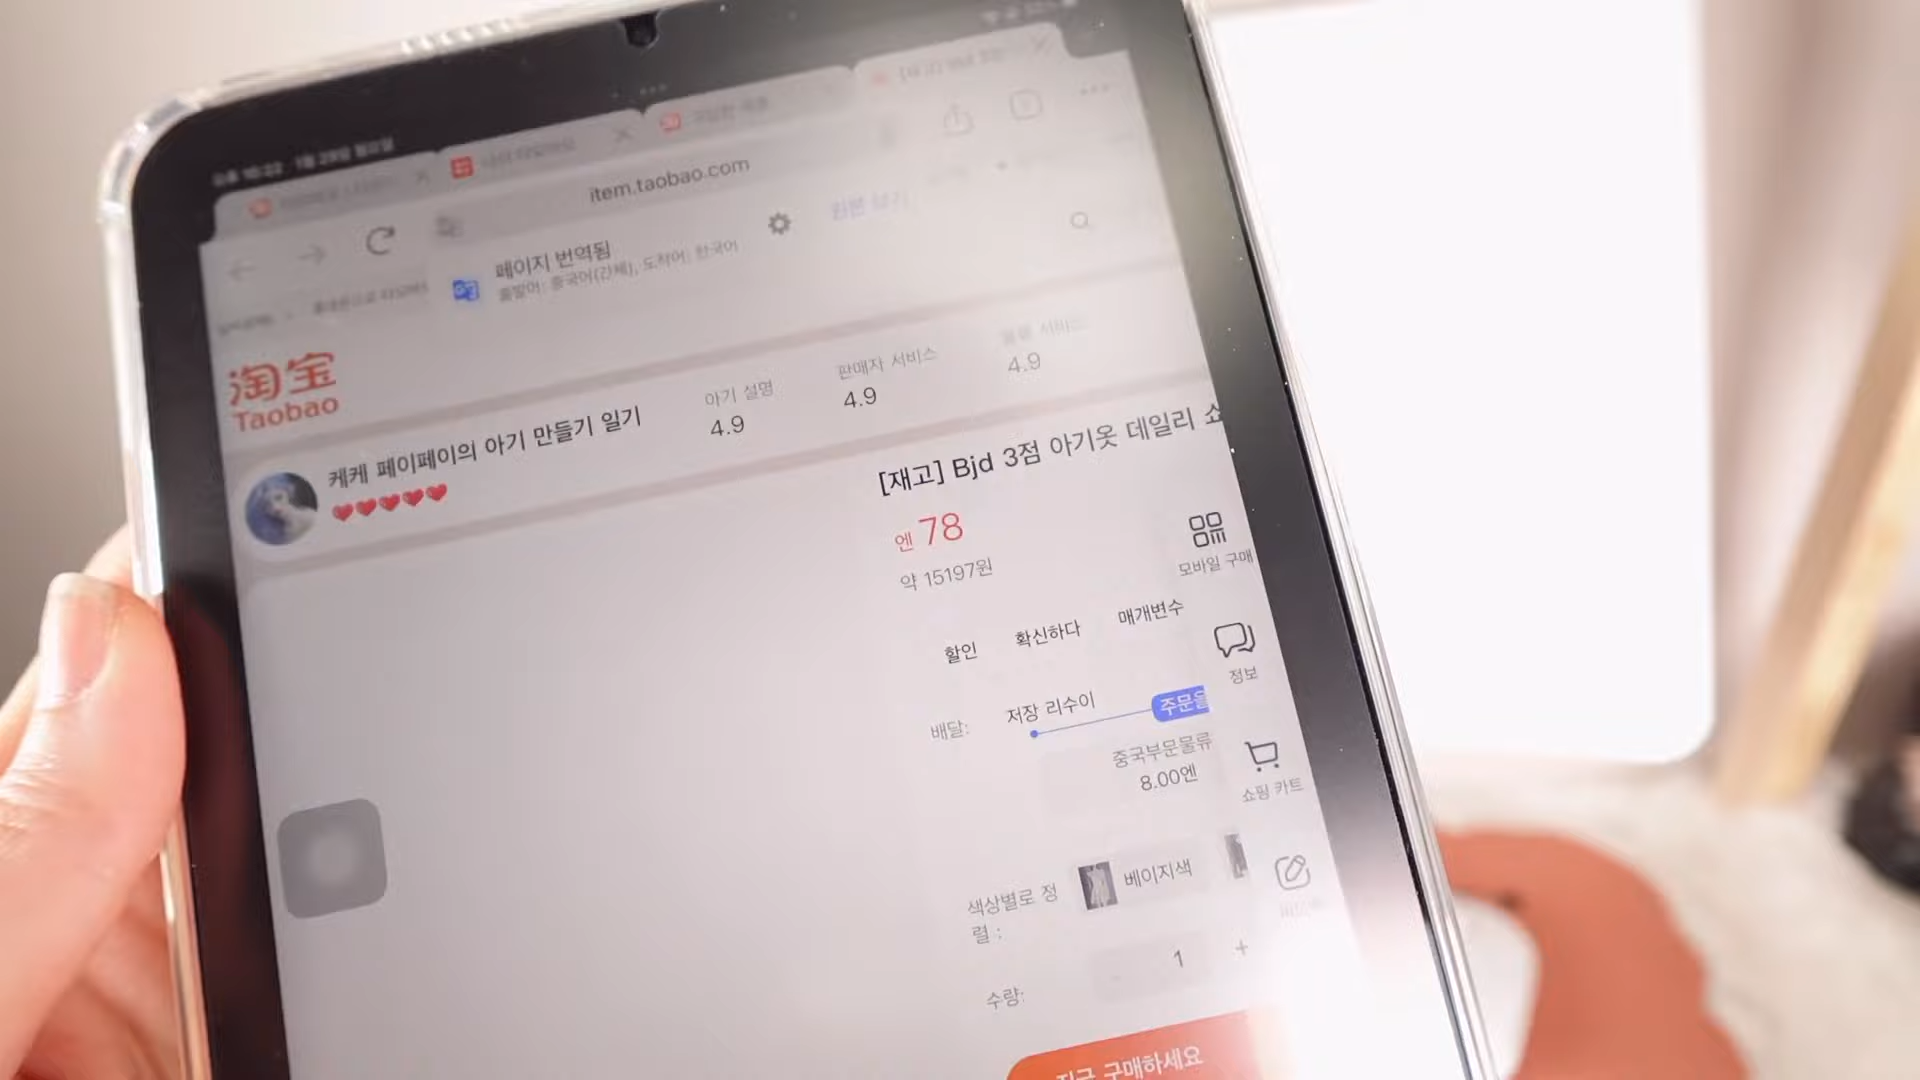 item.taobao.com
페이지 번역됨
출발어: 중국어(간체), 도착어: 한국어
원본 보기
淘宝
Taobao
케케 페이페이의 아기 만들기 일기
아기 설명
4.9
판매자 서비스
4.9
4.9
[재고] Bjd 3점 아기옷 데일리 쇼
엔 78
약 15197원
모바일 구매
할인
확신하다
매개변수
정보
배달:
저장 리수이
주문을
중국부문물류
8.00엔
쇼핑 카트
색상별로 정
렬 :
베이지색
수량:
1
+
지금 구매하세요